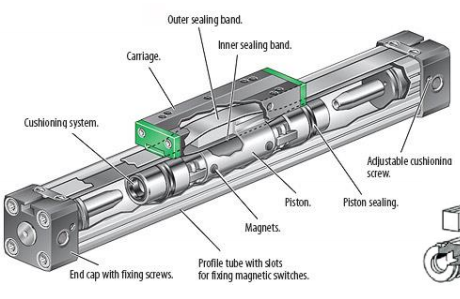 Outer sealing band.
Inner sealing band.
Carriage.
Cushioning system.
Adjustable cushioning
screw.
Piston.
Piston sealing.
Magnets.
Profile tube with slots
for fixing magnetic switches.
End cap with fixing screws.